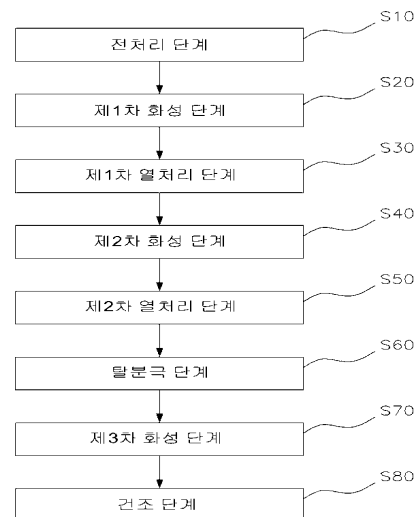 S10
전처리 단계
S20
제1차 화성 단계
S30
제1차 열처리 단계
S40
제2차 화성 단계
S50
제2차 열처리 단계
S60
탈분극 단계
S70
제3차 화성 단계
S80
건조 단계